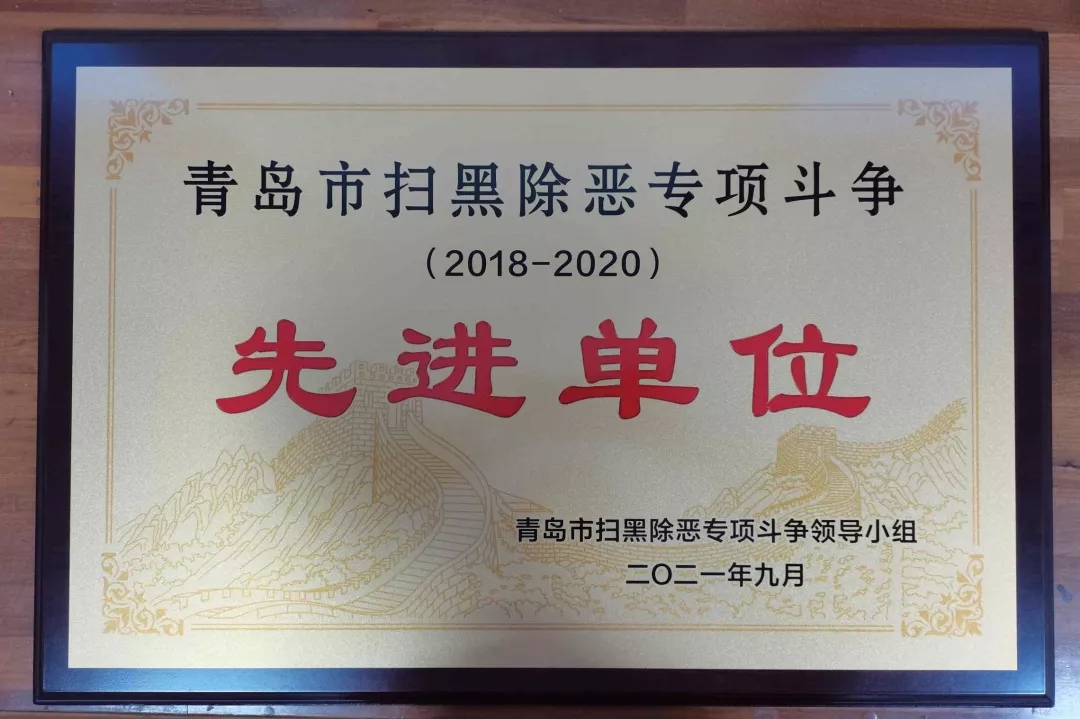 青岛市扫黑除恶专项斗争
（2018-2020）
先进单位
青岛市扫黑除恶专项斗争领导小组
二〇二一年九月